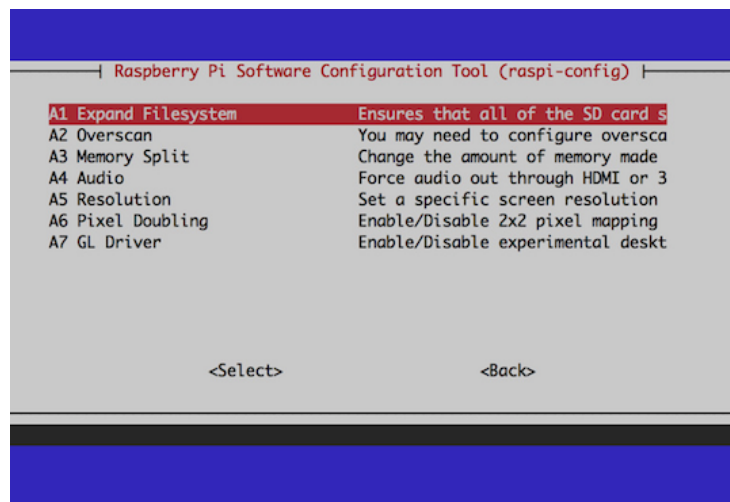 Raspberry Pi Software Configuration Tool (raspi-config)
A1 Expand Filesystem Ensures that all of the SD card s
A2 Overscan You may need to configure oversca
A3 Memory Split Change the amount of memory made
A4 Audio Force audio out through HDMI or 3
A5 Resolution Set a specific screen resolution
A6 Pixel Doubling Enable/Disable 2x2 pixel mapping
A7 GL Driver Enable/Disable experimental deskt
<Select> <Back>